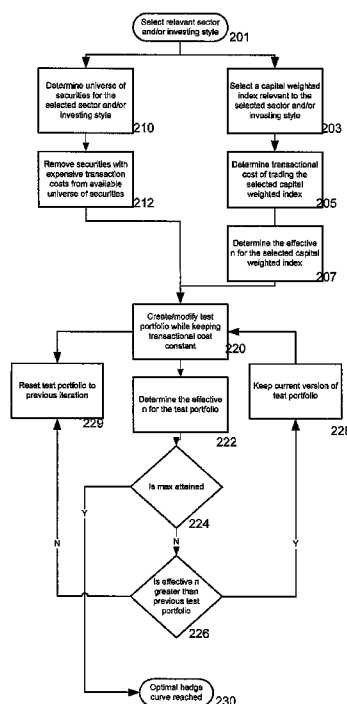 Select relevant sector
and/or investing style
201
Determine universe of
securities for the
selected sector and/or
investing style
210
Select a capital weighted
index relevant to the
selected sector and/or
investing style
203
Remove securities with
expensive transaction
costs from available
universe of securities
212
Determine transactional
cost of trading the
selected capital
weighted index
205
Determine the effective
n for the selected capital
weighted index
207
Create/modify test
portfolio while keeping
transactional cost
constant
220
Reset test portfolio to
previous iteration
229
Determine the effective
n for the test portfolio
222
Keep current version of
test portfolio
228
Is max attained
224
Y
N
N
Y
Is effective n
greater than
previous test
portfolio
226
Optimal hedge
curve reached
230